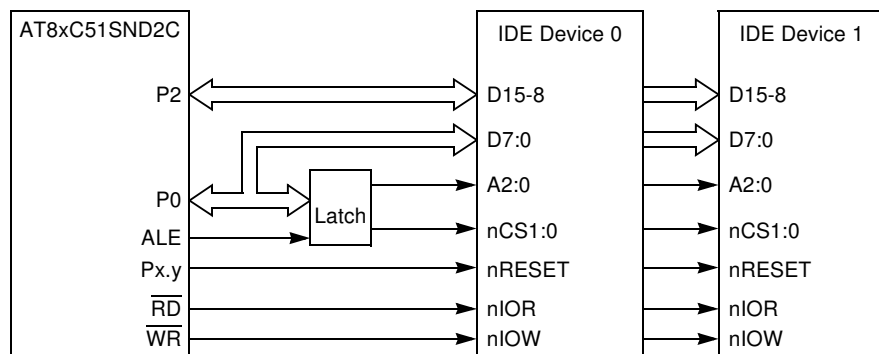 AT8xC51SND2C
IDE Device 0
IDE Device 1
P2
D15-8
D15-8
D7:0
D7:0
P0
Latch
A2:0
A2:0
ALE
nCS1:0
nCS1:0
Px.y
nRESET
nRESET
RD
nIOR
nIOR
WR
nIOW
nIOW